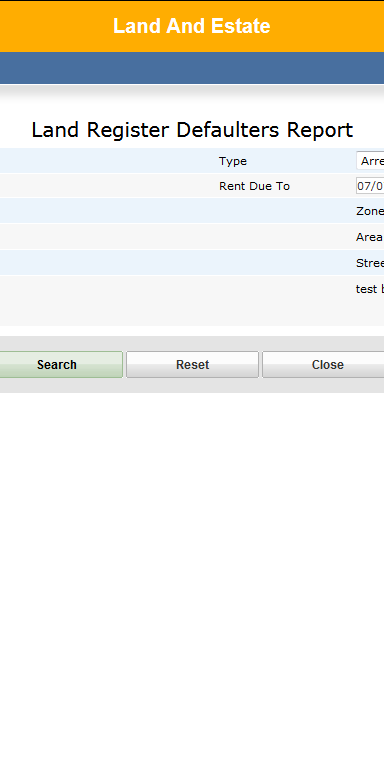 Land And Estate
Land Register Defaulters Report
Type Arre
Rent Due To 07/0
Zone
Area
Stree
test
Search Reset Close